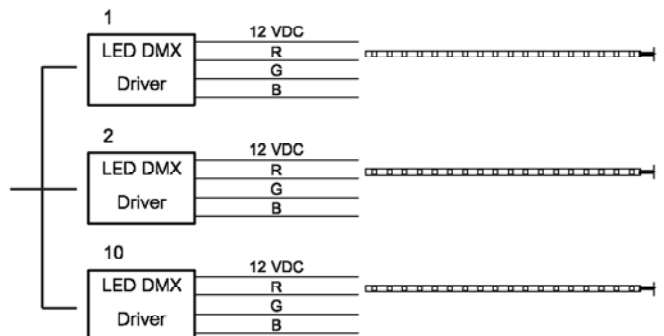 1
LED DMX
Driver
12 VDC
R
G
B
2
LED DMX
Driver
12 VDC
R
G
B
10
LED DMX
Driver
12 VDC
R
G
B